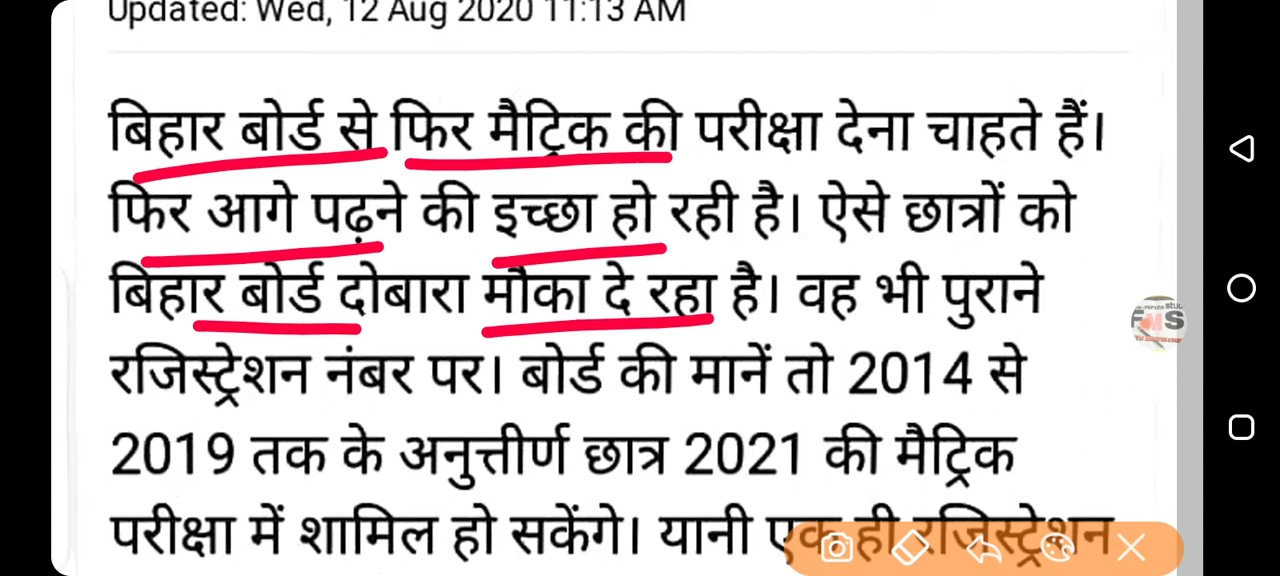 Updated: Wed, 12 Aug 2020 11:13 AM
बिहार बोर्ड से फिर मैट्रिक की परीक्षा देना चाहते हैं।
फिर आगे पढ़ने की इच्छा हो रही है। ऐसे छात्रों को
बिहार बोर्ड दोबारा मौका दे रहा है। वह भी पुराने
रजिस्ट्रेशन नंबर पर। बोर्ड की मानें तो 2014 से
2019 तक के अनुत्तीर्ण छात्र 2021 की मैट्रिक
परीक्षा में शामिल हो सकेंगे। यानी एक ही रजिस्ट्रेशन
FMS